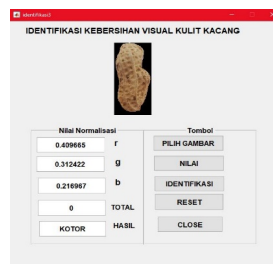 identifikasi3
IDENTIFIKASI KEBERSIHAN VISUAL KULIT KACANG
Nilai Normalisasi
0.409665 r
0.312422 g
0.216967 b
0 TOTAL
KOTOR HASIL
Tombol
PILIH GAMBAR
NILAI
IDENTIFIKASI
RESET
CLOSE